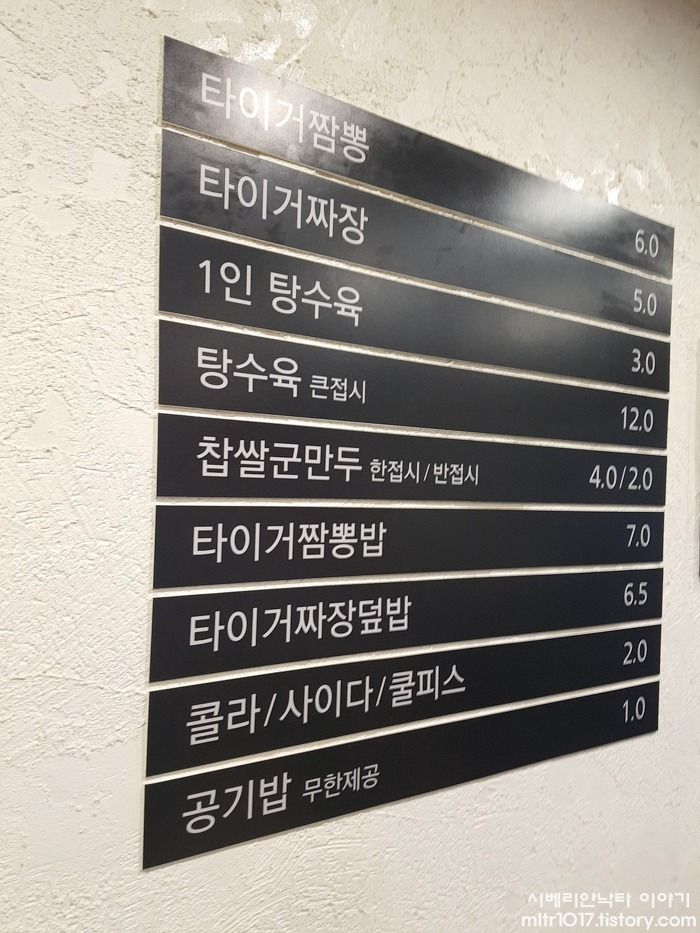 타이거짬뽕 6.0
타이거짜장 5.0
1인 탕수육 3.0
탕수육 큰접시 12.0
찹쌀군만두 한접시/반접시 4.0/2.0
타이거짬뽕밥 7.0
타이거짜장덮밥 6.5
콜라/사이다/쿨피스 2.0
공기밥 무한제공 1.0
시베리안낙타 이야기
mltr1017.tistory.com